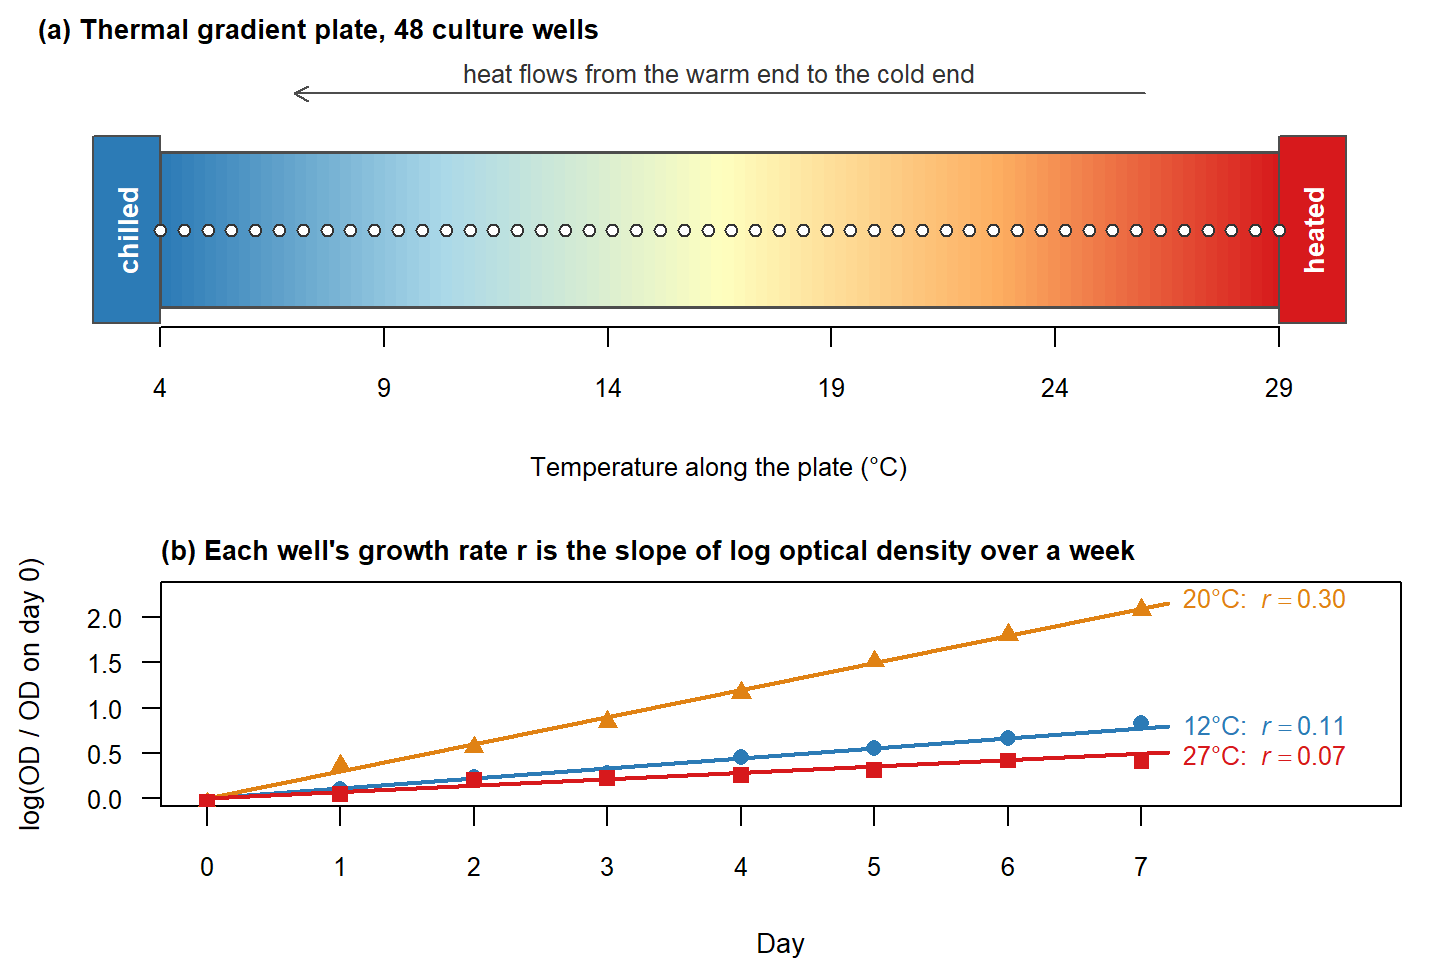 (a) Thermal gradient plate, 48 culture wells
heat flows from the warm end to the cold end
chilled
heated
4 9 14 19 24 29
Temperature along the plate (°C)
(b) Each well's growth rate r is the slope of log optical density over a week
log(OD / OD on day 0)
2.0
1.5
1.0
0.5
0.0
20°C: r = 0.30
12°C: r = 0.11
27°C: r = 0.07
0 1 2 3 4 5 6 7
Day